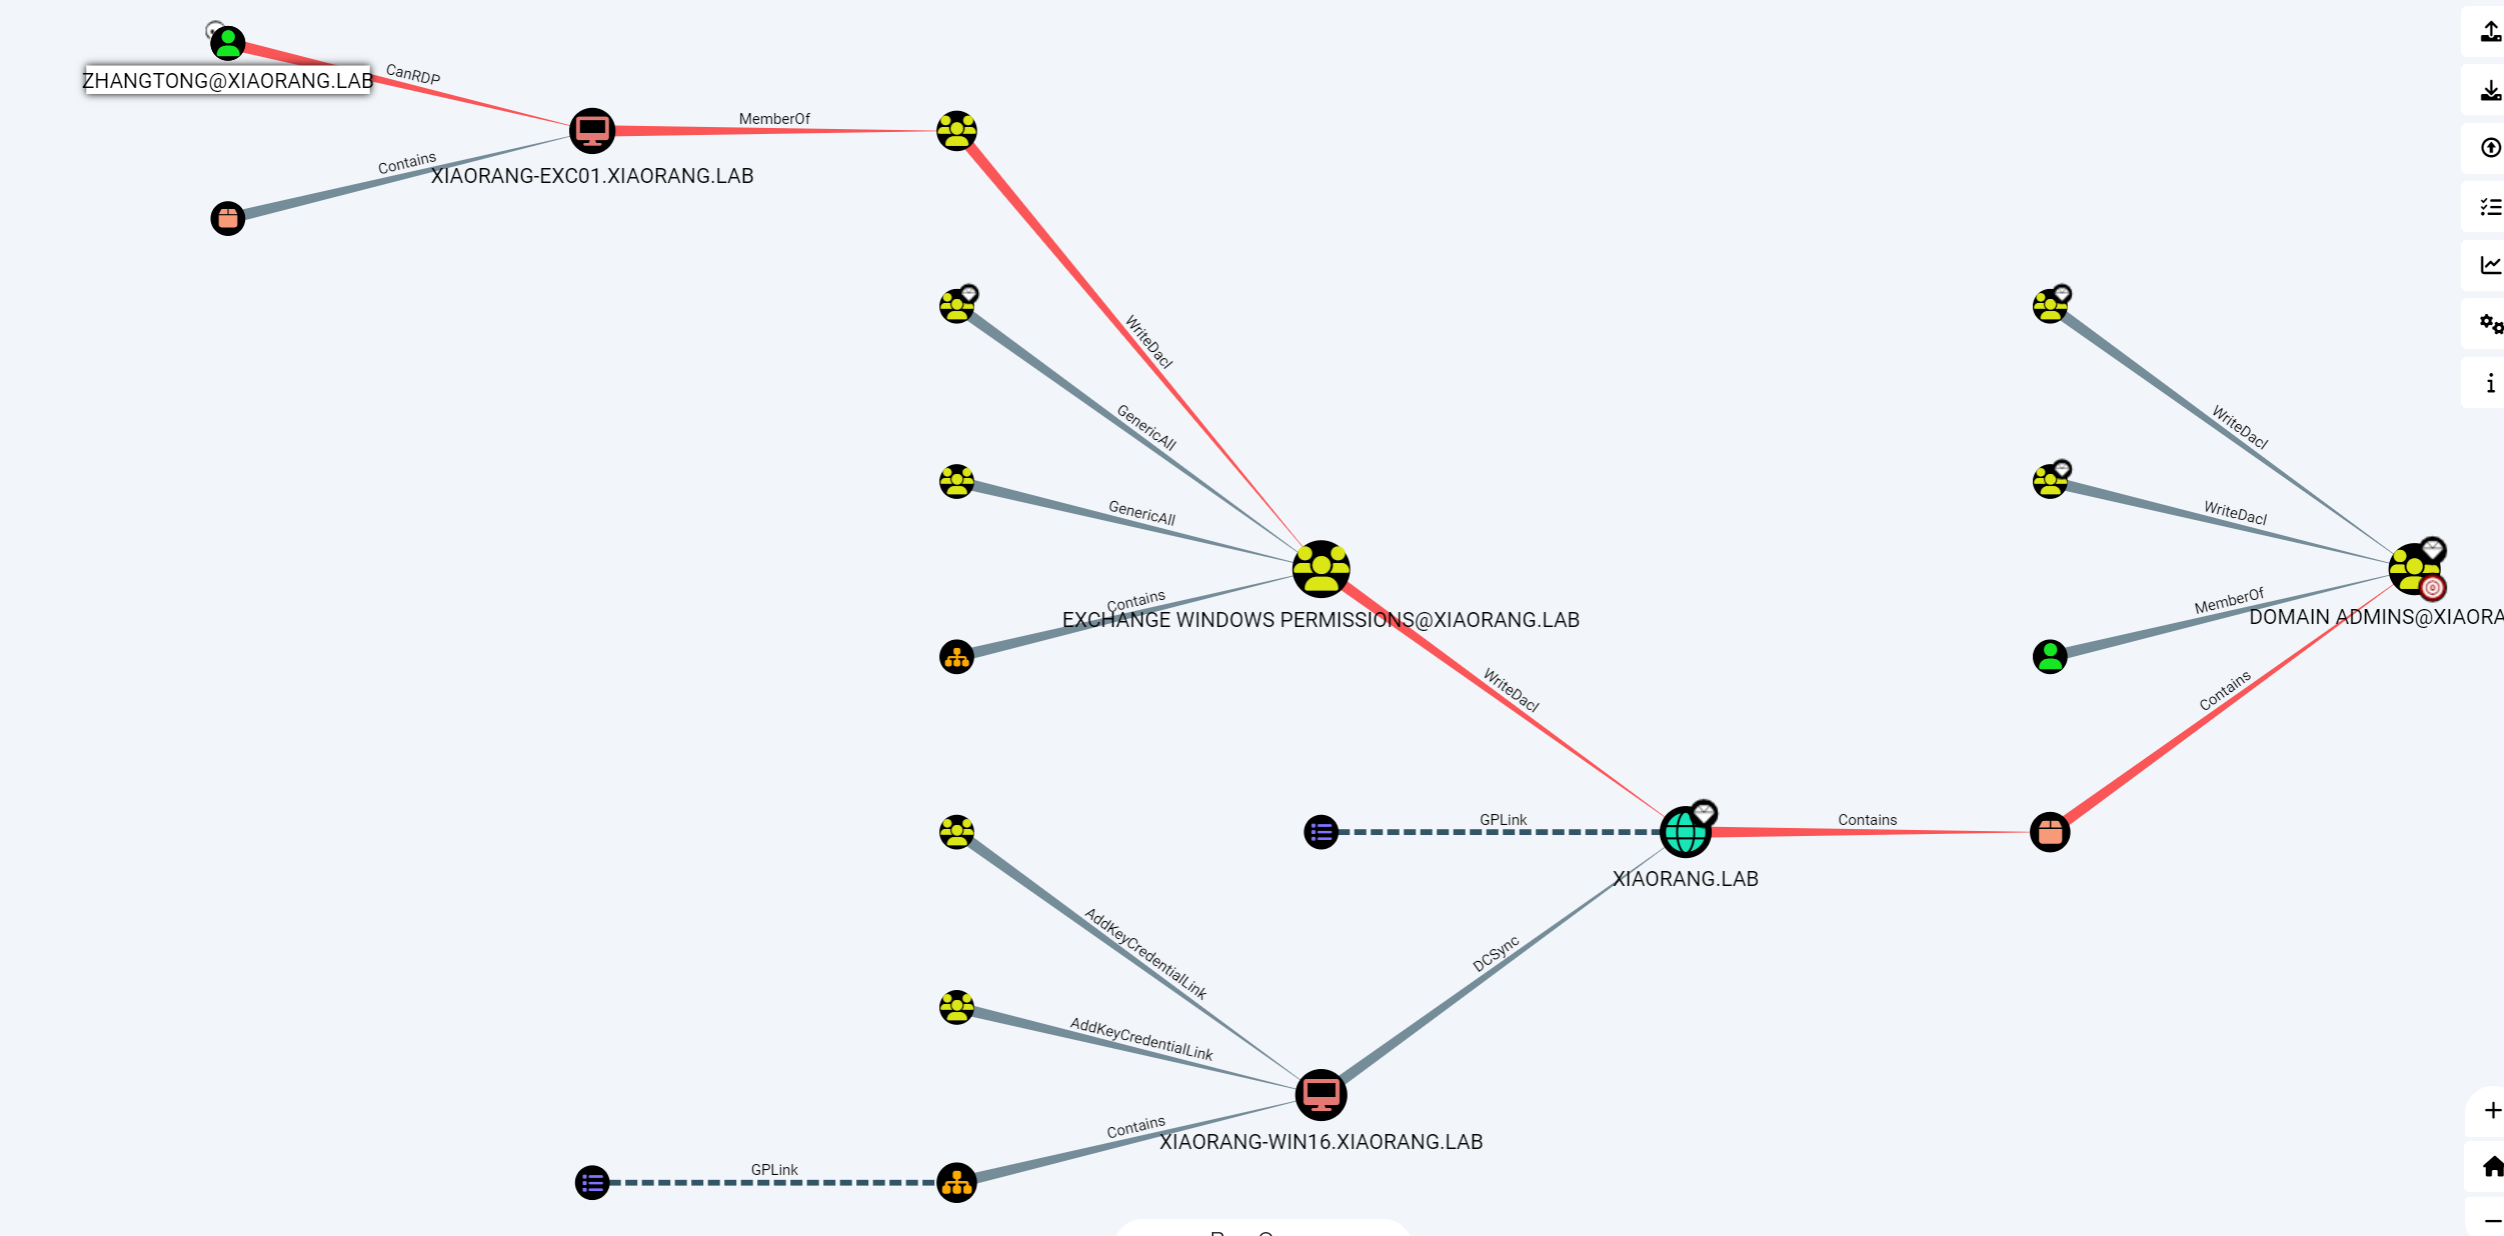 ZHANGTONG@XIAORANG.LAB
CanRDP
MemberOf
Contains
XIAORANG-EXC01.XIAORANG.LAB
WriteDacl
GenericAll
WriteDacl
GenericAll
WriteDacl
Contains
EXCHANGE WINDOWS PERMISSIONS@XIAORANG.LAB
MemberOf
DOMAIN ADMINS@XIAORA
WriteDacl
Contains
GPLink
Contains
XIAORANG.LAB
AddKeyCredentialLink
DCSync
AddKeyCredentialLink
Contains
XIAORANG-WIN16.XIAORANG.LAB
GPLink